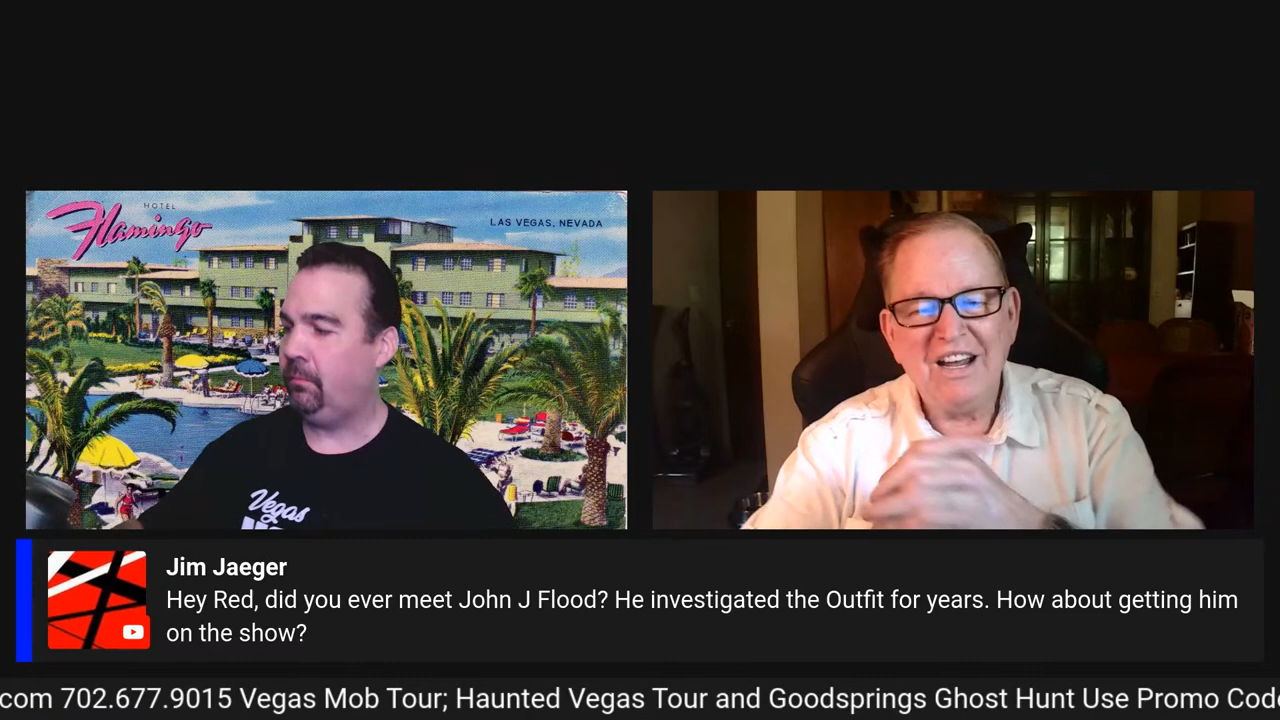 HOTEL
Flamingo
LAS VEGAS, NEVADA
Vegas
Jim Jaeger
Hey Red, did you ever meet John J Flood? He investigated the Outfit for years. How about getting him
on the show?
.com 702.677.9015 Vegas Mob Tour; Haunted Vegas Tour and Goodsprings Ghost Hunt Use Promo Code